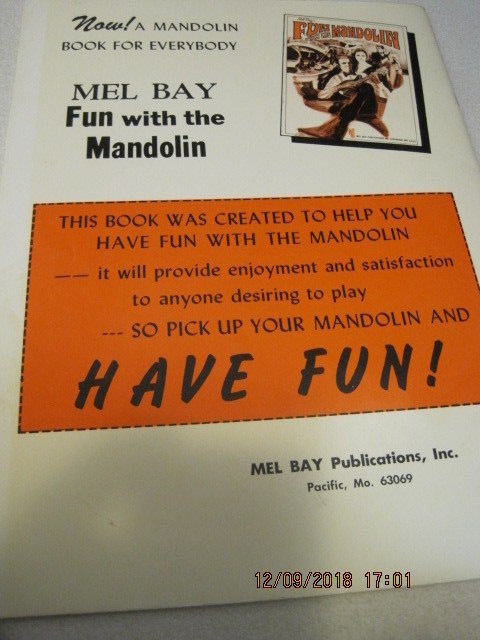 Now! A MANDOLIN
BOOK FOR EVERYBODY
MEL BAY
Fun with the
Mandolin
FUN MANDOLIN
THIS BOOK WAS CREATED TO HELP YOU
HAVE FUN WITH THE MANDOLIN
—— it will provide enjoyment and satisfaction
to anyone desiring to play
--- SO PICK UP YOUR MANDOLIN AND
HAVE FUN!
MEL BAY Publications, Inc.
Pacific, Mo. 63069
12/09/2018 17:01